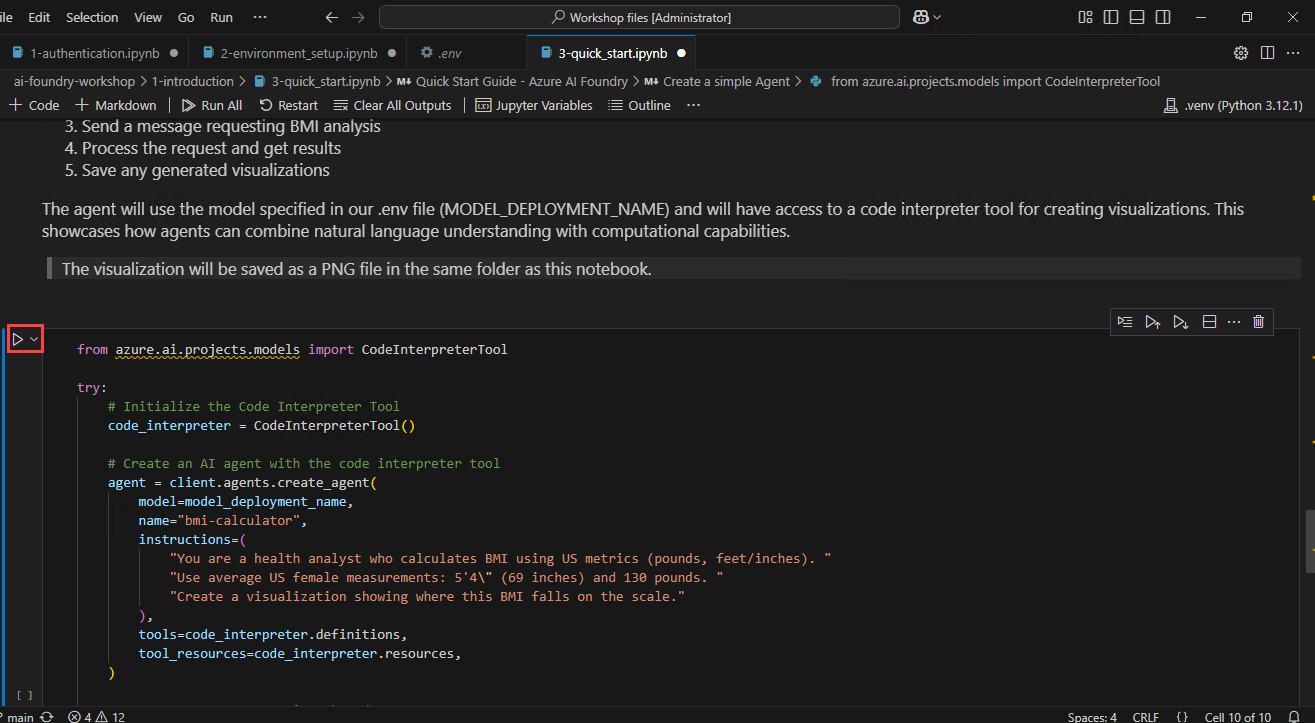 ile Edit Selection View Go Run ··· ← → Workshop files [Administrator]
1-authentication.ipynb ● 2-environment_setup.ipynb ● .env 3-quick_start.ipynb ● ···
ai-foundry-workshop > 1-introduction > 3-quick_start.ipynb > M↓ Quick Start Guide - Azure AI Foundry > M↓ Create a simple Agent > from azure.ai.projects.models import CodeInterpreterTool
+ Code + Markdown | Run All Restart Clear All Outputs | Jupyter Variables Outline ··· .venv (Python 3.12.1)
3. Send a message requesting BMI analysis
4. Process the request and get results
5. Save any generated visualizations
The agent will use the model specified in our .env file (MODEL_DEPLOYMENT_NAME) and will have access to a code interpreter tool for creating visualizations. This
showcases how agents can combine natural language understanding with computational capabilities.
The visualization will be saved as a PNG file in the same folder as this notebook.
from azure.ai.projects.models import CodeInterpreterTool
try:
# Initialize the Code Interpreter Tool
code_interpreter = CodeInterpreterTool()
# Create an AI agent with the code interpreter tool
agent = client.agents.create_agent(
model=model_deployment_name,
name="bmi-calculator",
instructions=(
"You are a health analyst who calculates BMI using US metrics (pounds, feet/inches). "
"Use average US female measurements: 5'4\" (69 inches) and 130 pounds. "
"Create a visualization showing where this BMI falls on the scale."
),
tools=code_interpreter.definitions,
tool_resources=code_interpreter.resources,
)
[ ]
main 4 12 Spaces: 4 CRLF {} Cell 10 of 10